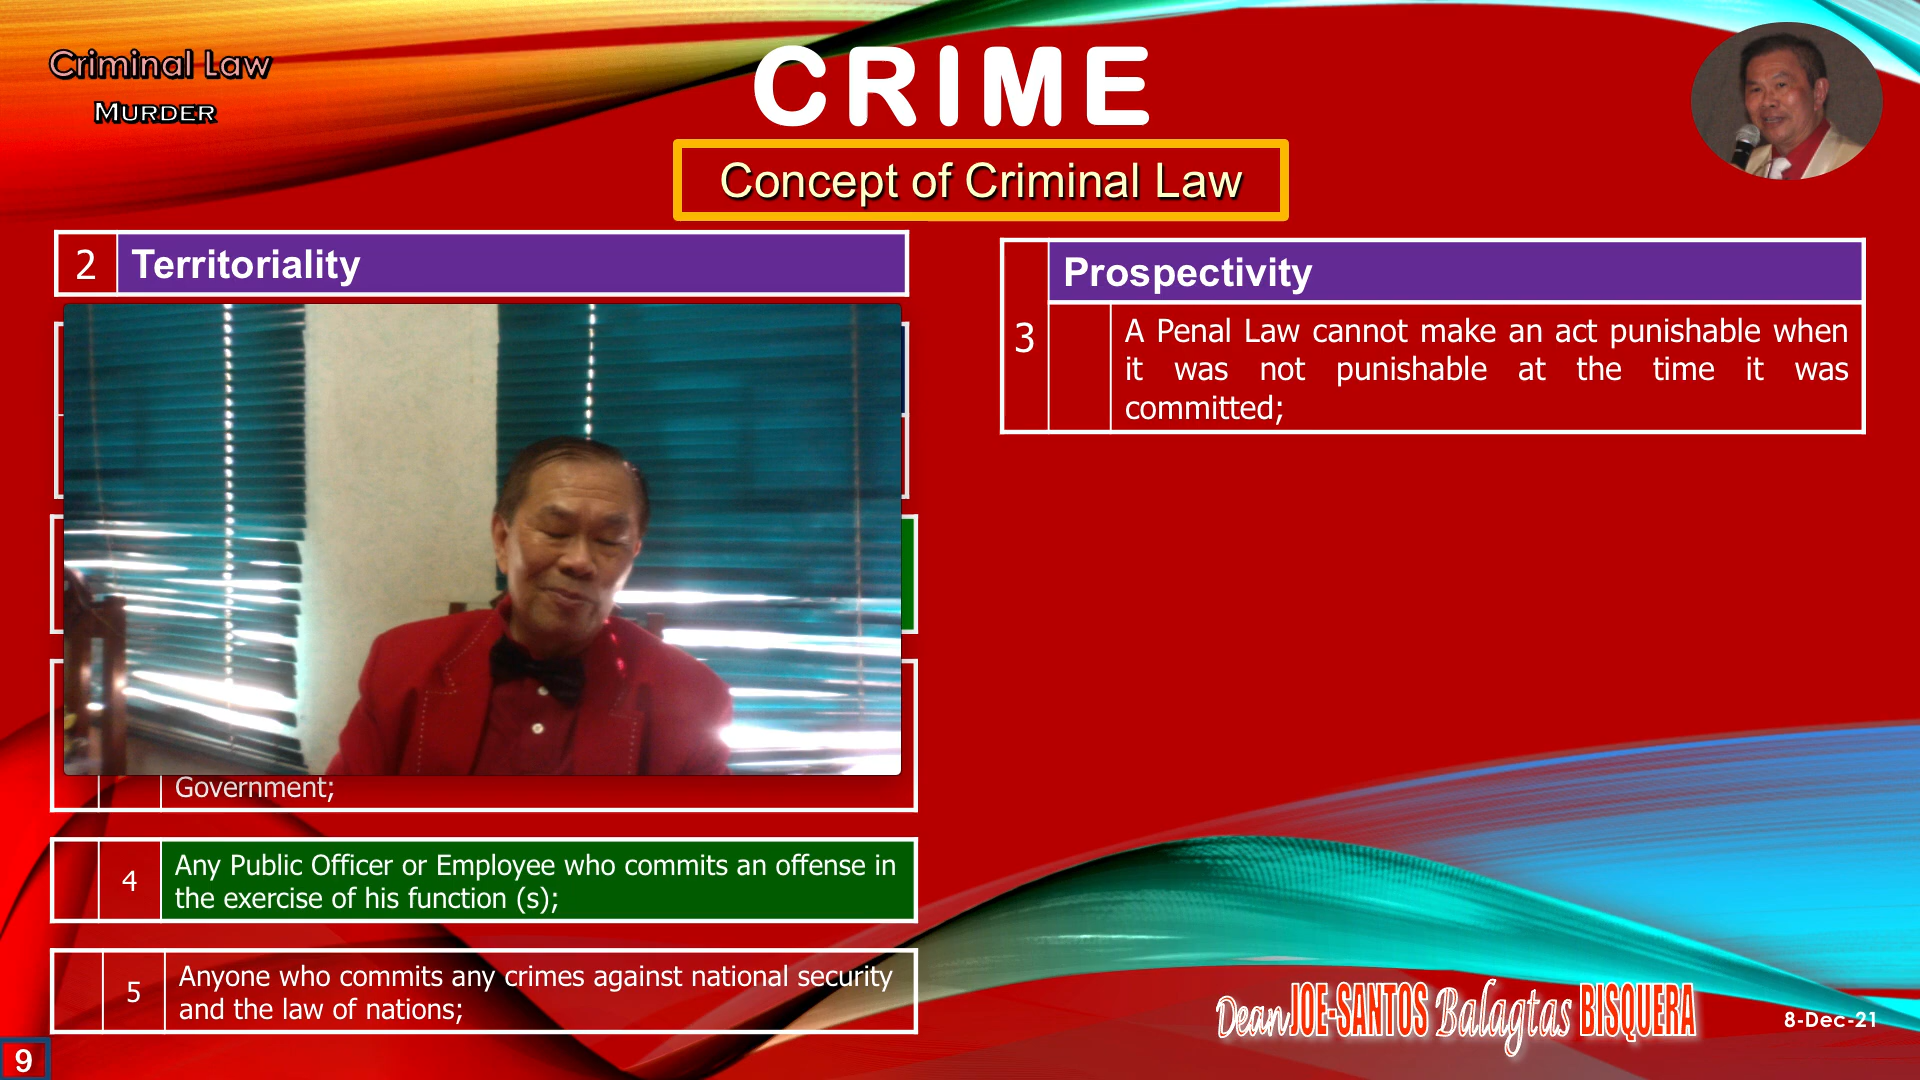 Criminal Law
MURDER
CRIME
Concept of Criminal Law
2 Territoriality
Government;
4 Any Public Officer or Employee who commits an offense in
the exercise of his function (s);
5 Anyone who commits any crimes against national security
and the law of nations;
3 Prospectivity
A Penal Law cannot make an act punishable when
it was not punishable at the time it was
committed;
Dean JOE-SANTOS Balagtas BISQUERA
8-Dec-21
9